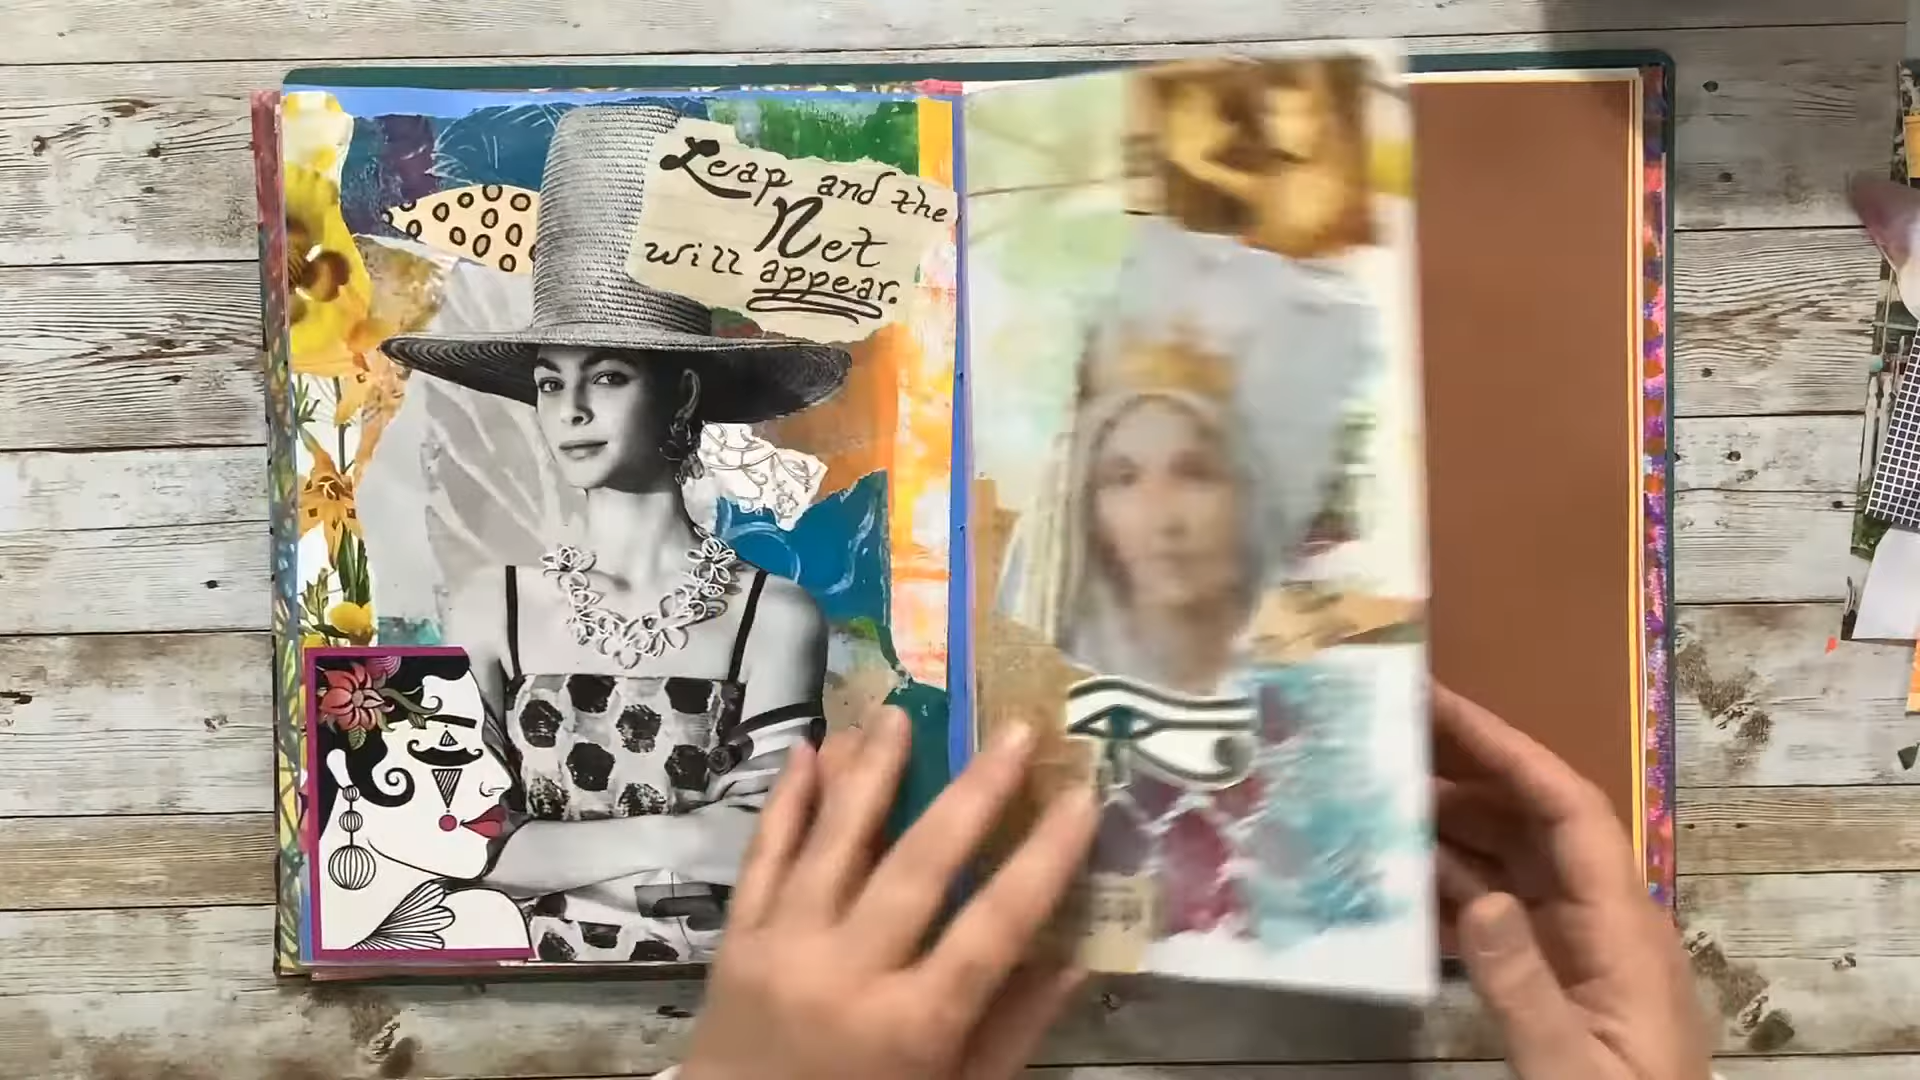 Leap and the
Net
will appear.